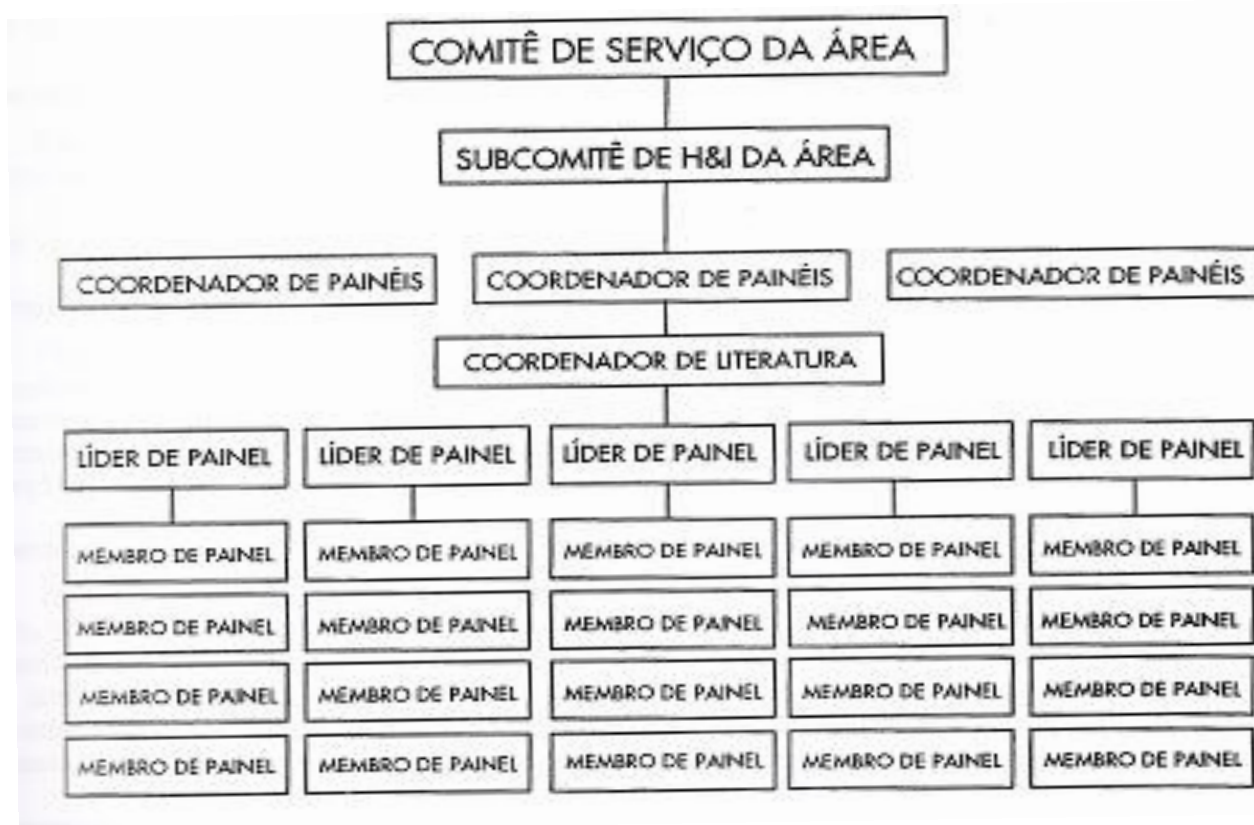 COMITÊ DE SERVIÇO DA ÁREA
SUBCOMITÊ DE H&I DA ÁREA
COORDENADOR DE PAINÉIS COORDENADOR DE PAINÉIS COORDENADOR DE PAINÉIS
COORDENADOR DE LITERATURA
LÍDER DE PAINEL LÍDER DE PAINEL LÍDER DE PAINEL LÍDER DE PAINEL LÍDER DE PAINEL
MEMBRO DE PAINEL MEMBRO DE PAINEL MEMBRO DE PAINEL MEMBRO DE PAINEL MEMBRO DE PAINEL
MEMBRO DE PAINEL MEMBRO DE PAINEL MEMBRO DE PAINEL MEMBRO DE PAINEL MEMBRO DE PAINEL
MEMBRO DE PAINEL MEMBRO DE PAINEL MEMBRO DE PAINEL MEMBRO DE PAINEL MEMBRO DE PAINEL
MEMBRO DE PAINEL MEMBRO DE PAINEL MEMBRO DE PAINEL MEMBRO DE PAINEL MEMBRO DE PAINEL